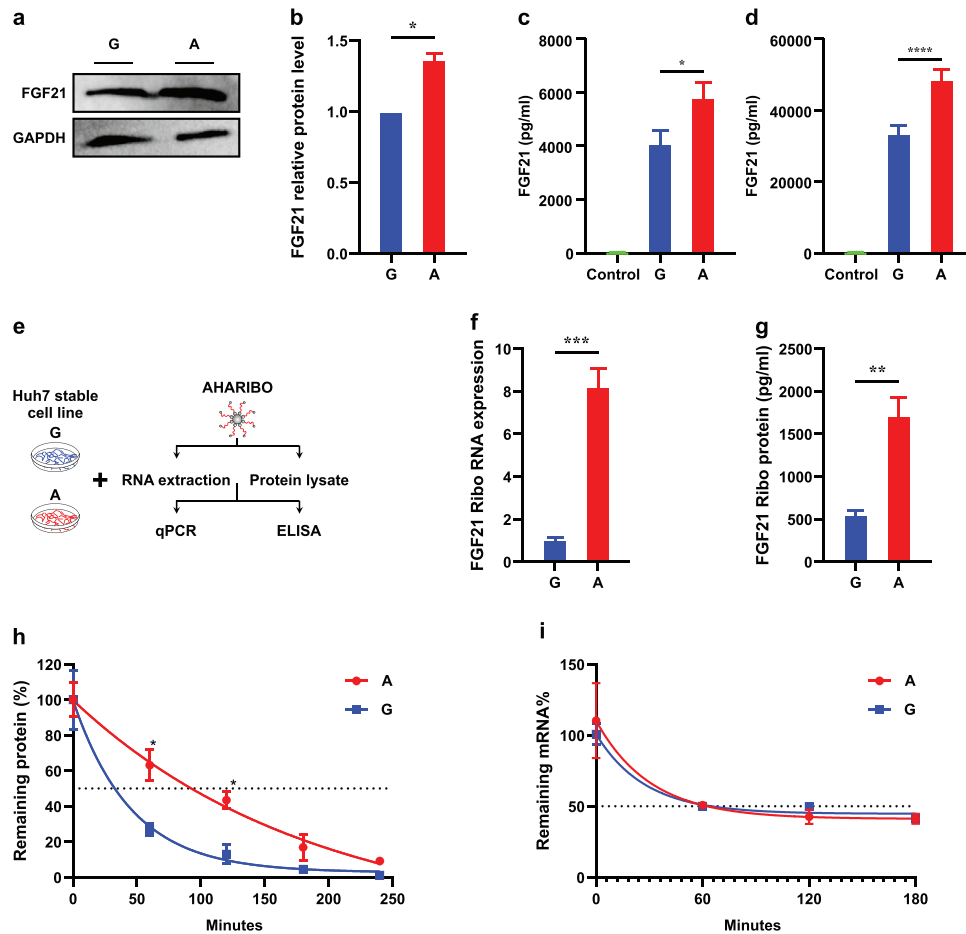 a
G A
FGF21
GAPDH
b
FGF21 relative protein level
1.5
1.0
0.5
0.0
*
G A
c
FGF21 (pg/ml)
8000
6000
4000
2000
0
*
Control G A
d
FGF21 (pg/ml)
60000
40000
20000
0
****
Control G A
e
Huh7 stable
cell line
G
A
+
AHARIBO
RNA extraction Protein lysate
qPCR ELISA
f
FGF21 Ribo RNA expression
10
8
6
4
2
0
***
G A
g
FGF21 Ribo protein (pg/ml)
2500
2000
1500
1000
500
0
**
G A
h
Remaining protein (%)
120
100
80
60
40
20
0
0 50 100 150 200 250
Minutes
*
*
A
G
i
Remaining mRNA%
150
100
50
0
0 60 120 180
Minutes
A
G